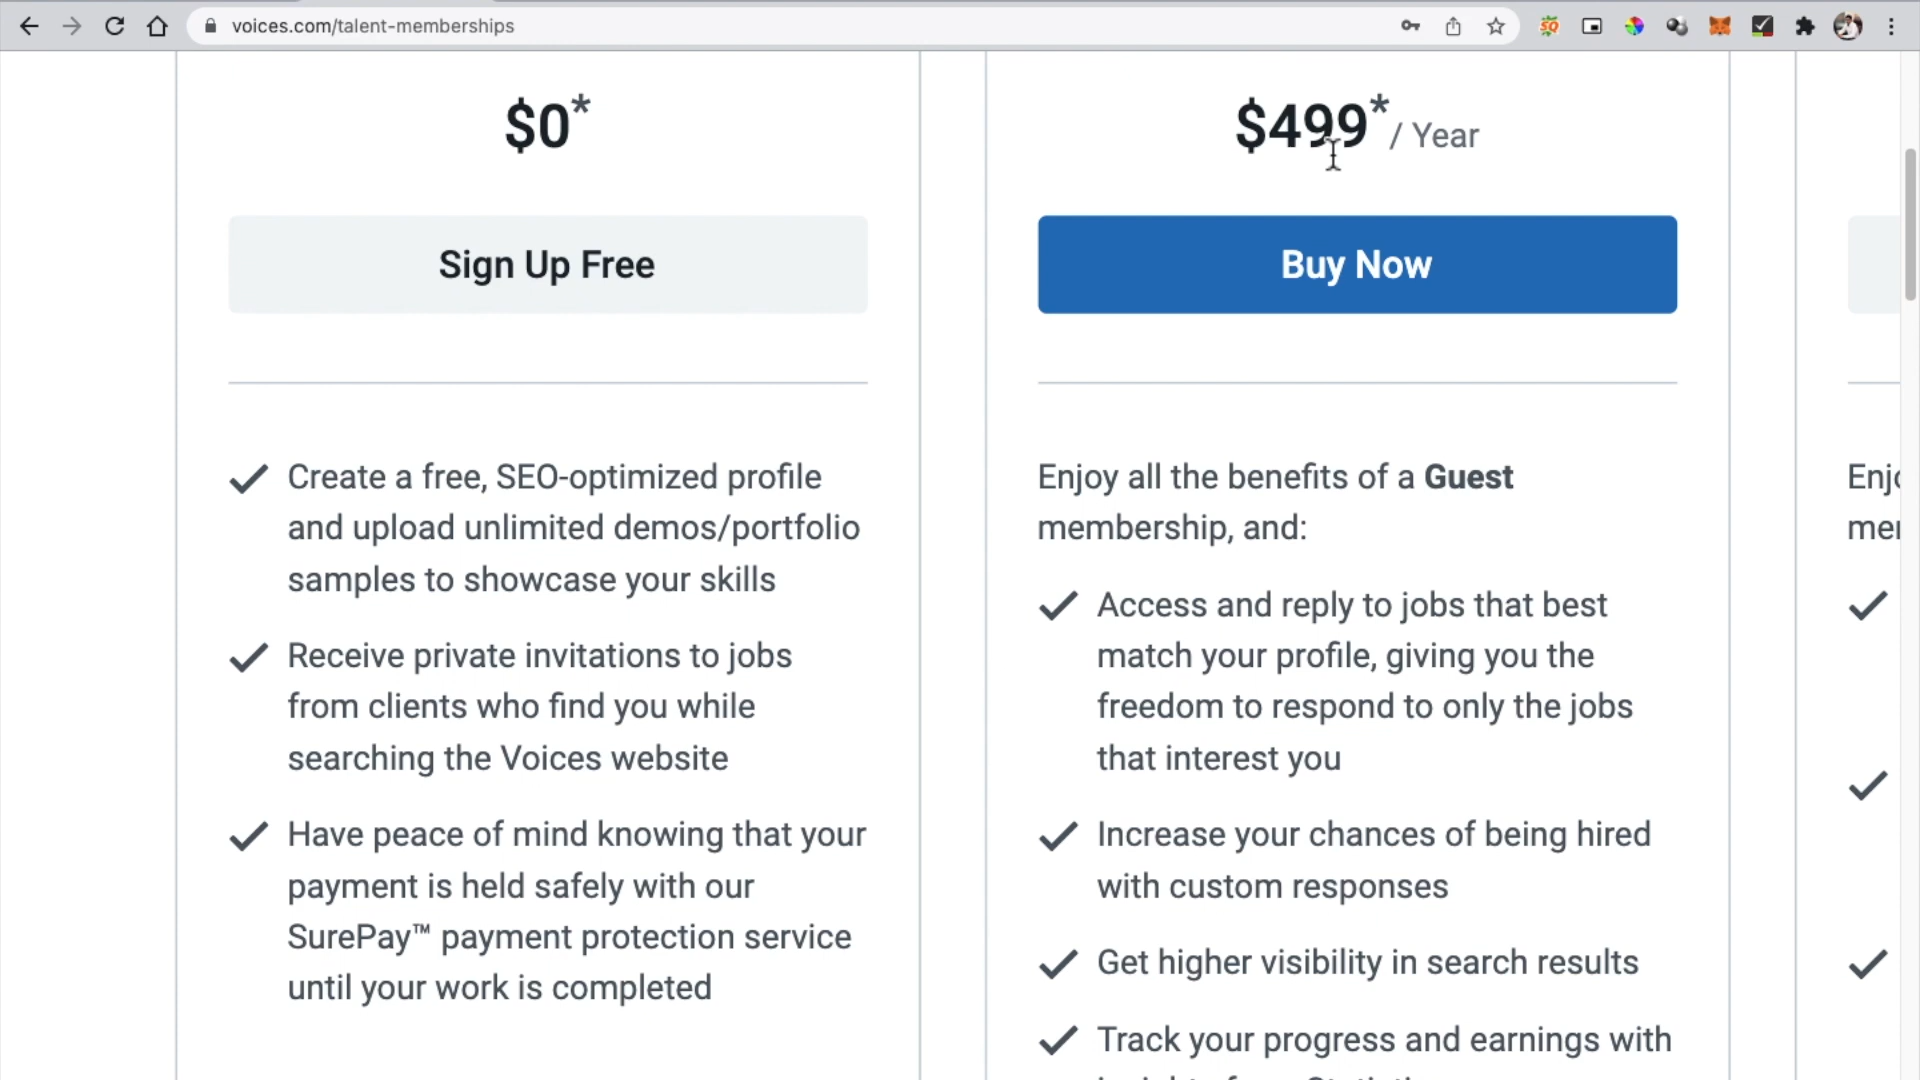 voices.com/talent-memberships
$0*
Sign Up Free
Create a free, SEO-optimized profile
and upload unlimited demos/portfolio
samples to showcase your skills
Receive private invitations to jobs
from clients who find you while
searching the Voices website
Have peace of mind knowing that your
payment is held safely with our
SurePay™ payment protection service
until your work is completed
$499* / Year
Buy Now
Enjoy all the benefits of a Guest
membership, and:
Access and reply to jobs that best
match your profile, giving you the
freedom to respond to only the jobs
that interest you
Increase your chances of being hired
with custom responses
Get higher visibility in search results
Track your progress and earnings with